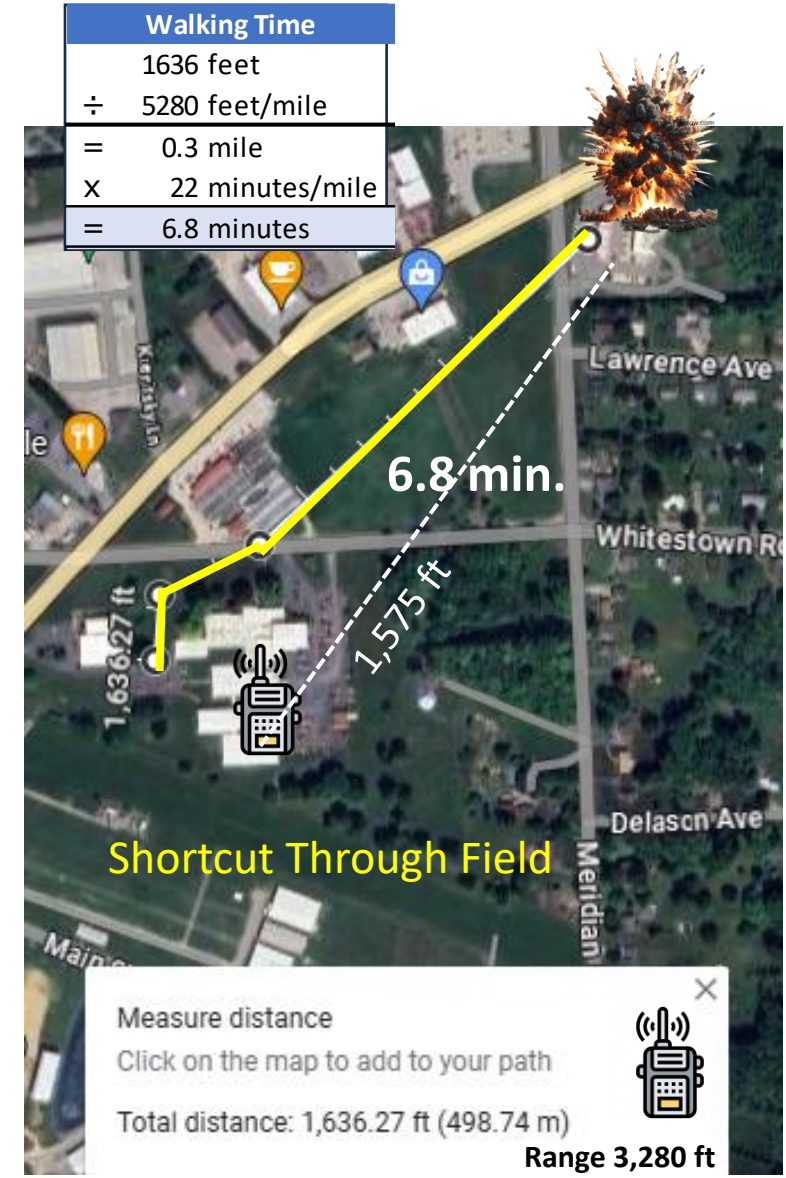 Walking Time
1636 feet
÷ 5280 feet/mile
= 0.3 mile
x 22 minutes/mile
= 6.8 minutes
Lawrence Ave
le
6.8 min.
Whitestown Rd
1,575 ft
1,636.27 ft
Delason Ave
Shortcut Through Field
Meridian
Main
Measure distance
Click on the map to add to your path
Total distance: 1,636.27 ft (498.74 m)
Range 3,280 ft